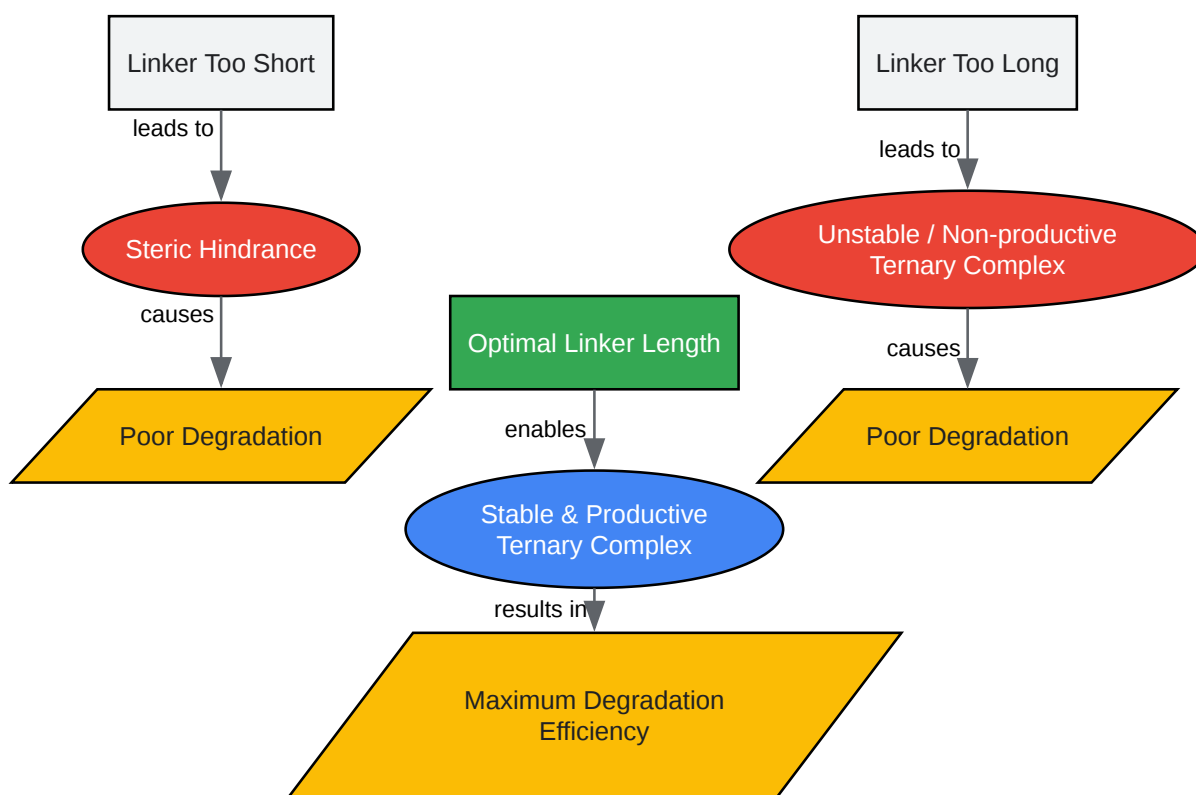 Linker Too Short
Linker Too Long
leads to
leads to
Steric Hindrance
Unstable / Non-productive
Ternary Complex
causes
Optimal Linker Length
causes
Poor Degradation
Poor Degradation
enables
Stable & Productive
Ternary Complex
results in
Maximum Degradation
Efficiency